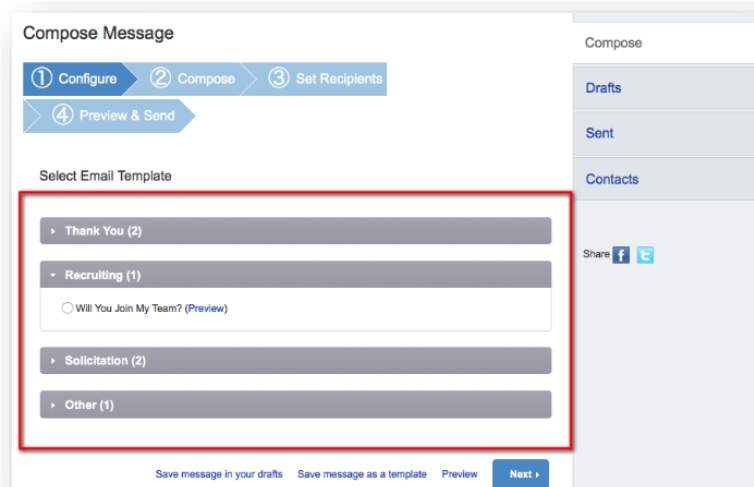 Compose Message
① Configure
② Compose
③ Set Recipients
④ Preview & Send
Select Email Template
Thank You (2)
Recruiting (1)
Will You Join My Team? (Preview)
Solicitation (2)
Other (1)
Save message in your drafts
Save message as a template
Preview
Next
Compose
Drafts
Sent
Contacts
Share